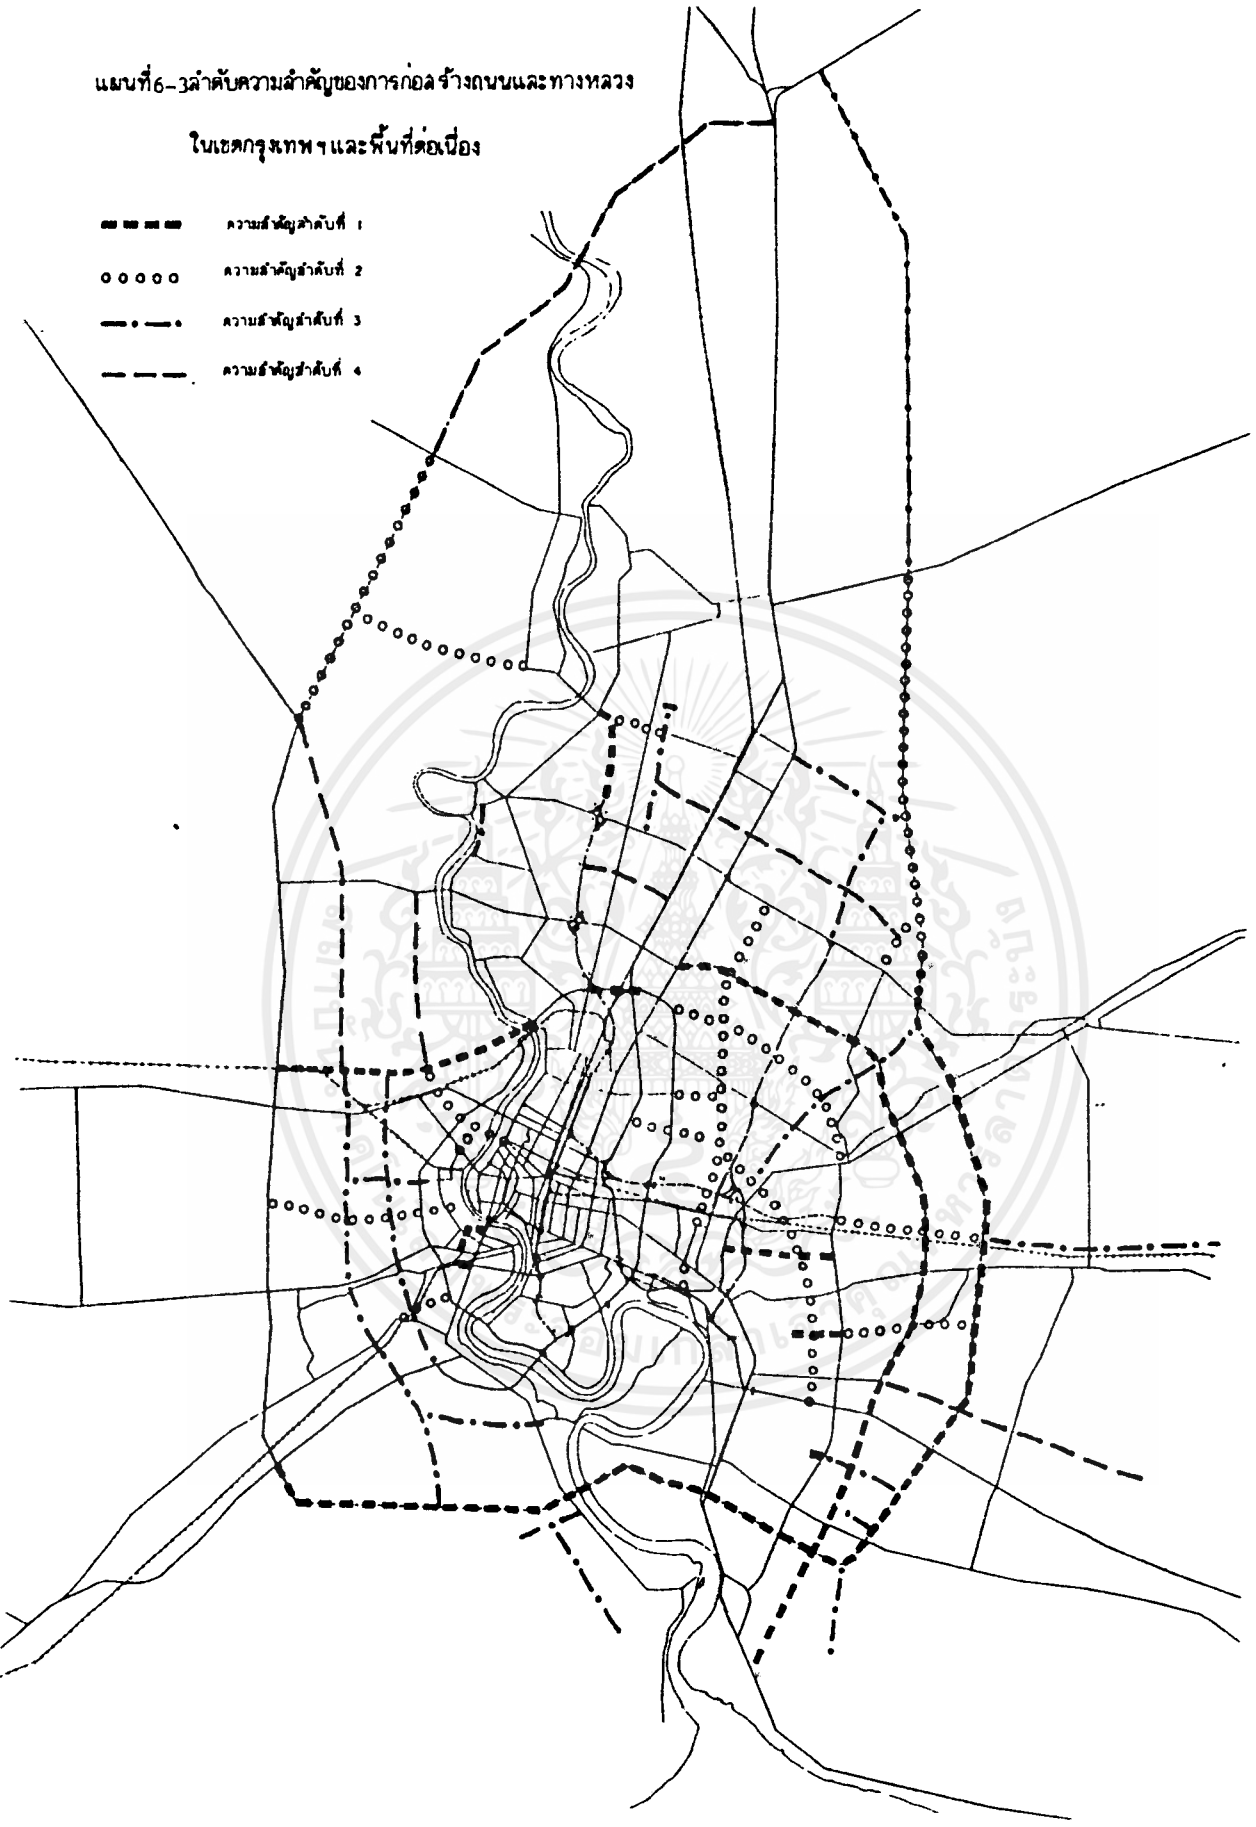 แผนที่6-3ลำดับความสำคัญของการก่อสร้างถนนและทางหลวง
ในเขตกรุงเทพฯและพื้นที่ต่อเนื่อง
ความสำคัญลำดับที่ 1
ความสำคัญลำดับที่ 2
ความสำคัญลำดับที่ 3
ความสำคัญลำดับที่ 4